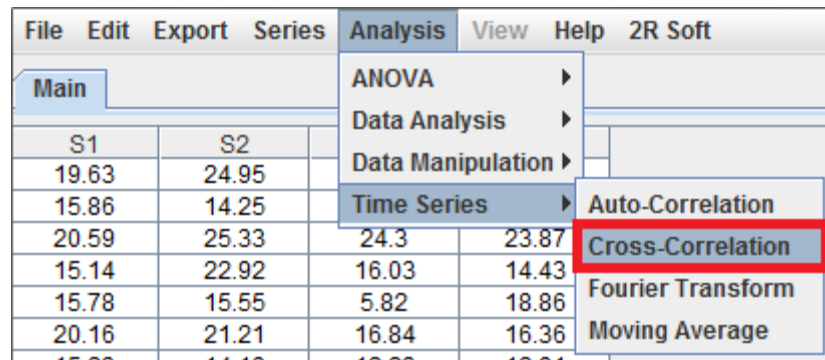 File Edit Export Series Analysis View Help 2R Soft
Main
ANOVA
Data Analysis
Data Manipulation
Time Series
Auto-Correlation
Cross-Correlation
Fourier Transform
Moving Average
S1 S2
19.63 24.95
15.86 14.25
20.59 25.33 24.3 23.87
15.14 22.92 16.03 14.43
15.78 15.55 5.82 18.86
20.16 21.21 16.84 16.36